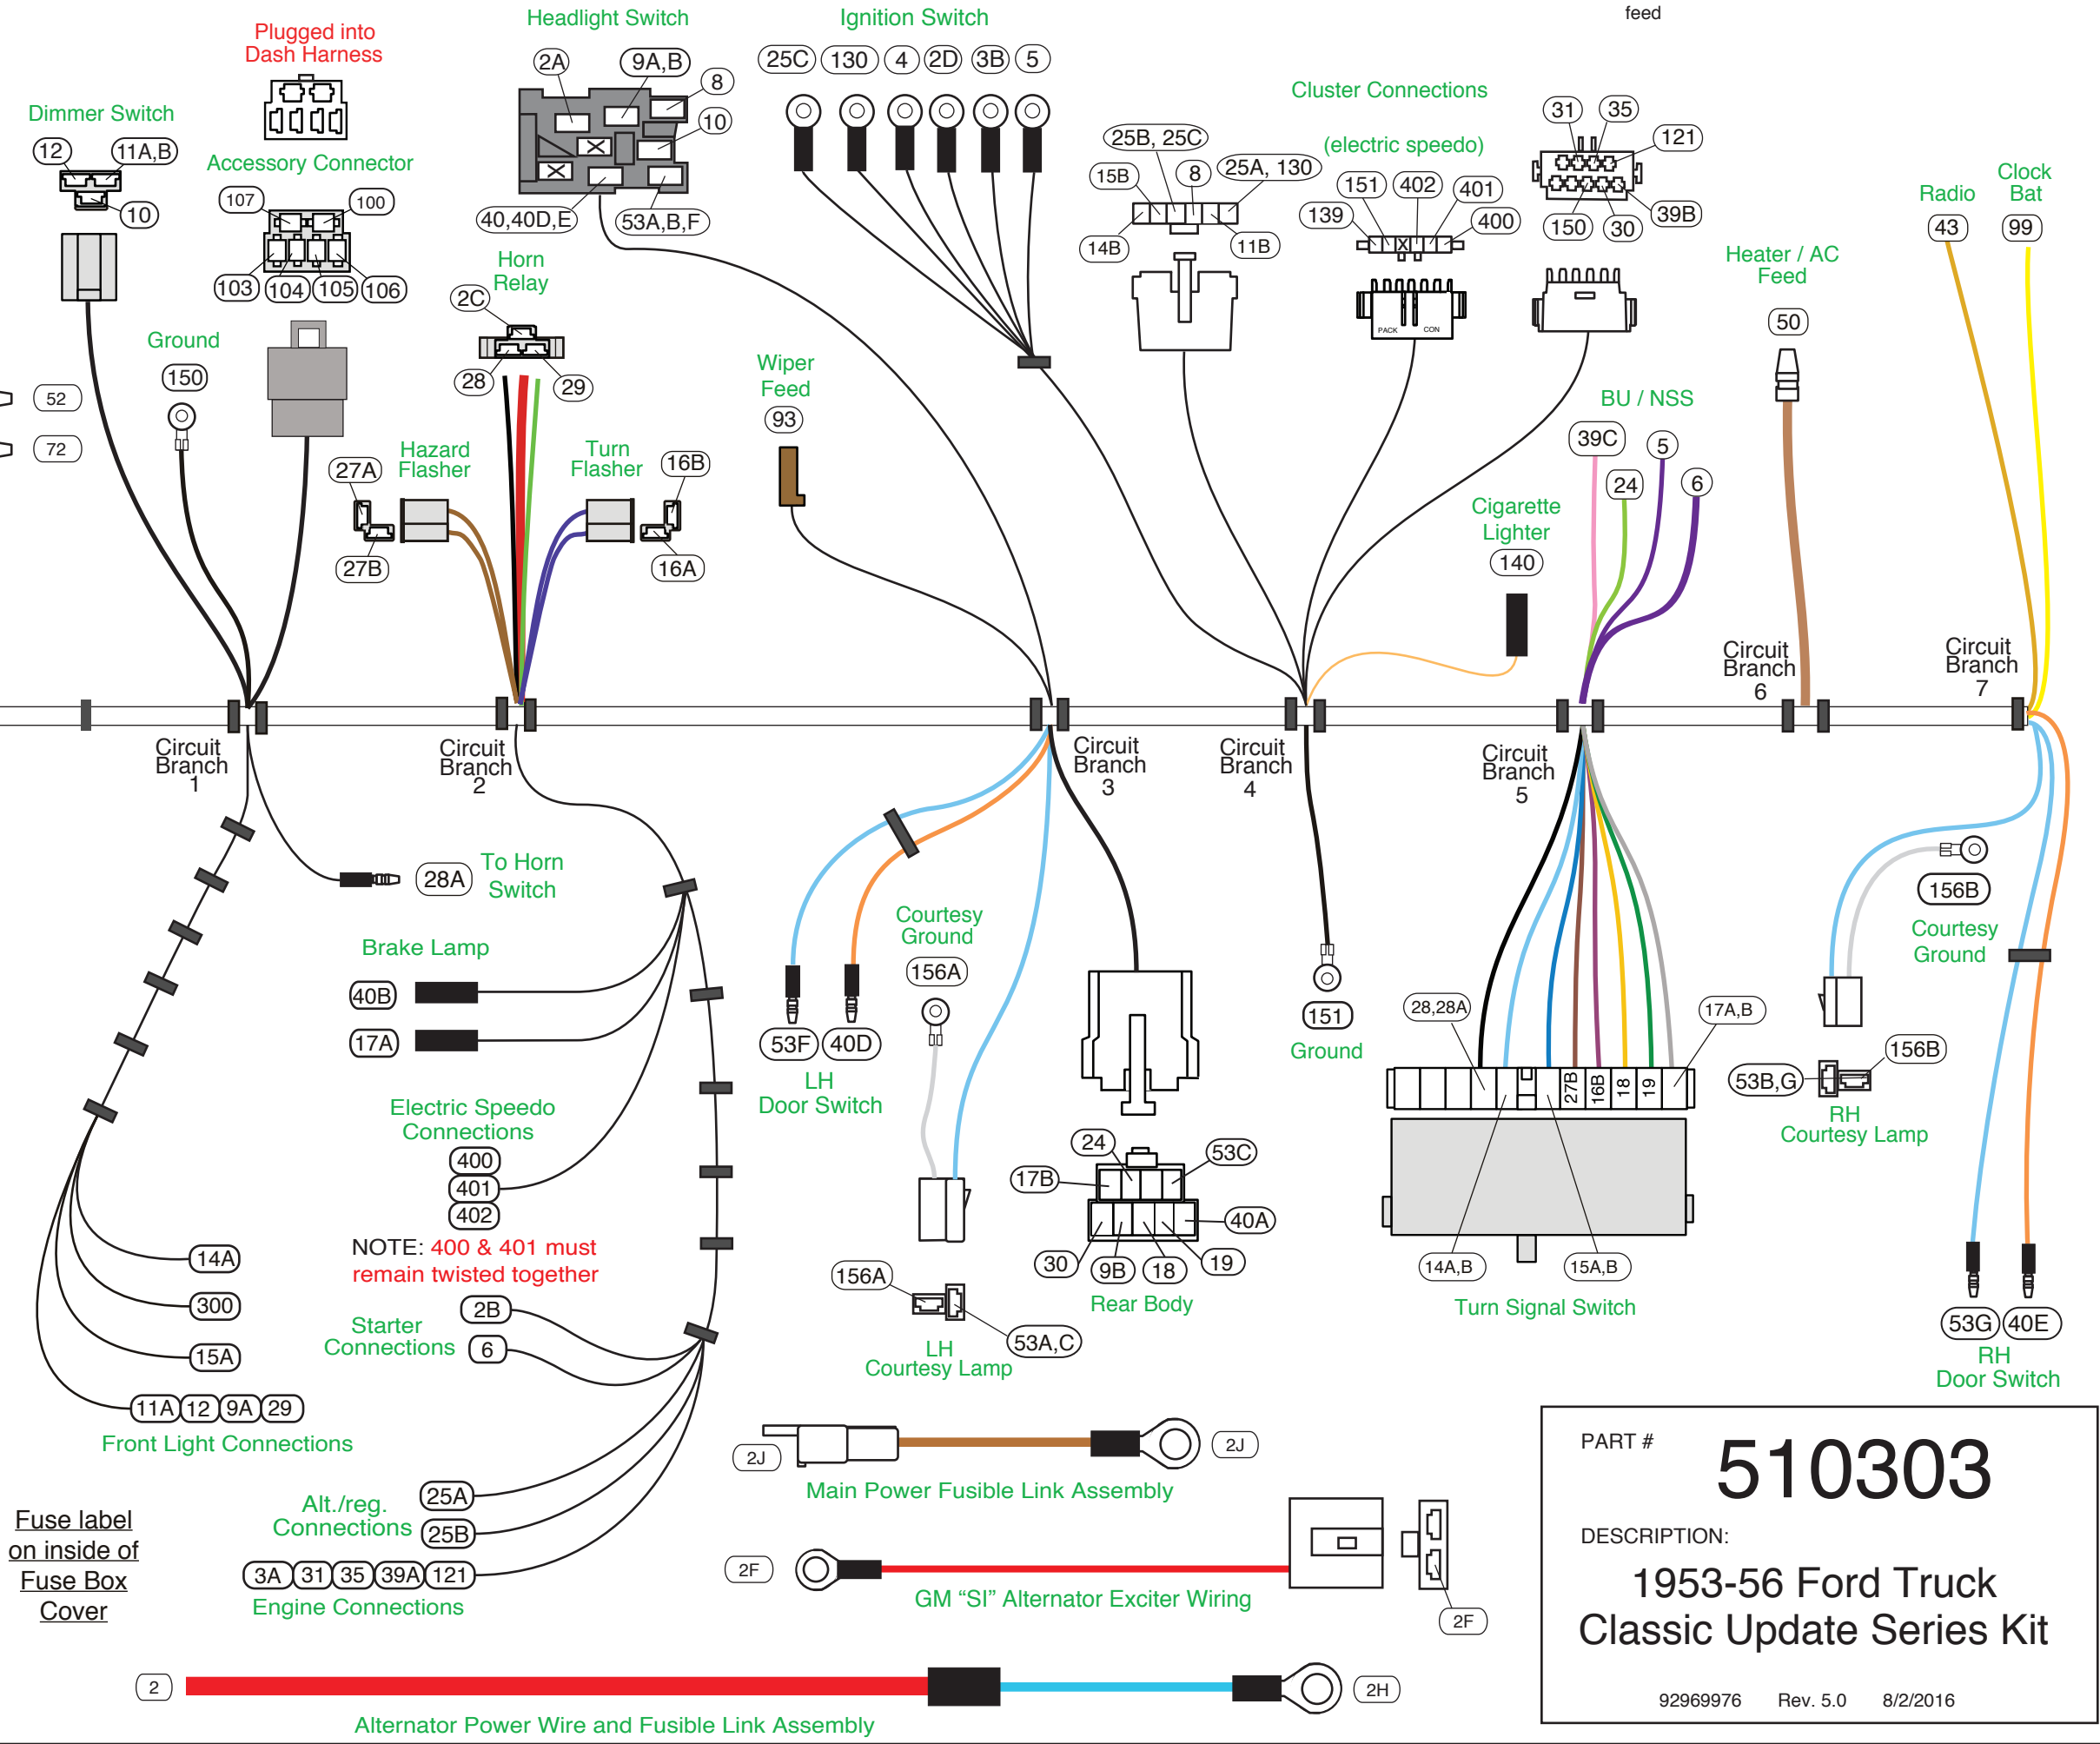 feed
Plugged into
Dash Harness
Headlight Switch
Ignition Switch
2A
9A,B
8
10
25C
130
4
2D
3B
5
Cluster Connections
(electric speedo)
Dimmer Switch
12
11A,B
10
Accessory Connector
107
100
103
104
105
106
40,40D,E
53A,B,F
25B, 25C
15B
8
25A, 130
14B
11B
151
402
401
139
X
400
31
35
121
150
30
39B
PACK
CON
Radio
43
Clock
Bat
99
Heater / AC
Feed
50
Horn
Relay
2C
28
29
Ground
150
52
72
Wiper
Feed
93
Hazard
Flasher
27A
27B
Turn
Flasher
16B
16A
BU / NSS
39C
5
24
6
Cigarette
Lighter
140
Circuit
Branch
1
Circuit
Branch
2
Circuit
Branch
3
Circuit
Branch
4
Circuit
Branch
5
Circuit
Branch
6
Circuit
Branch
7
28A
To Horn
Switch
Brake Lamp
40B
17A
Electric Speedo
Connections
400
401
402
NOTE: 400 & 401 must
remain twisted together
Starter
Connections
2B
6
14A
300
15A
11A
12
9A
29
Front Light Connections
Alt./reg.
Connections
25A
25B
3A
31
35
39A
121
Engine Connections
Fuse label
on inside of
Fuse Box
Cover
53F
40D
LH
Door Switch
Courtesy
Ground
156A
156A
53A,C
LH
Courtesy Lamp
24
53C
17B
40A
30
9B
18
19
Rear Body
151
Ground
28,28A
17A,B
27B
16B
18
19
14A,B
15A,B
Turn Signal Switch
156B
Courtesy
Ground
53B,G
156B
RH
Courtesy Lamp
53G
40E
RH
Door Switch
2J
2J
Main Power Fusible Link Assembly
2F
GM “SI” Alternator Exciter Wiring
2F
2
2H
Alternator Power Wire and Fusible Link Assembly
PART #
510303
DESCRIPTION:
1953-56 Ford Truck
Classic Update Series Kit
92969976 Rev. 5.0 8/2/2016